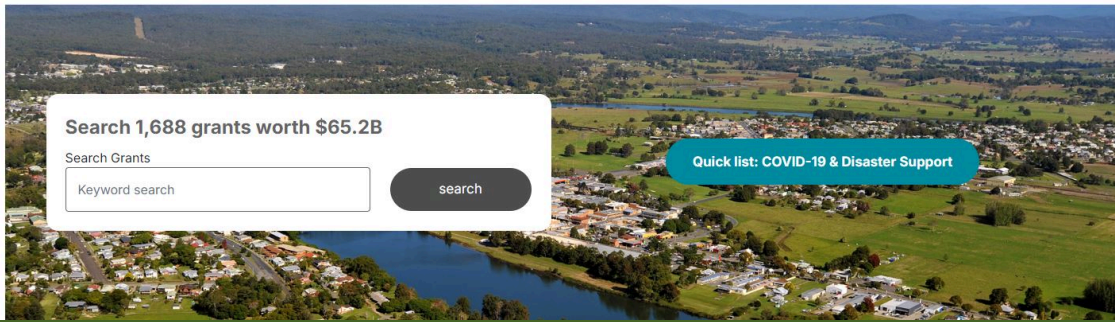 Search 1,688 grants worth $65.2B
Search Grants
Keyword search
search
Quick list: COVID-19 & Disaster Support